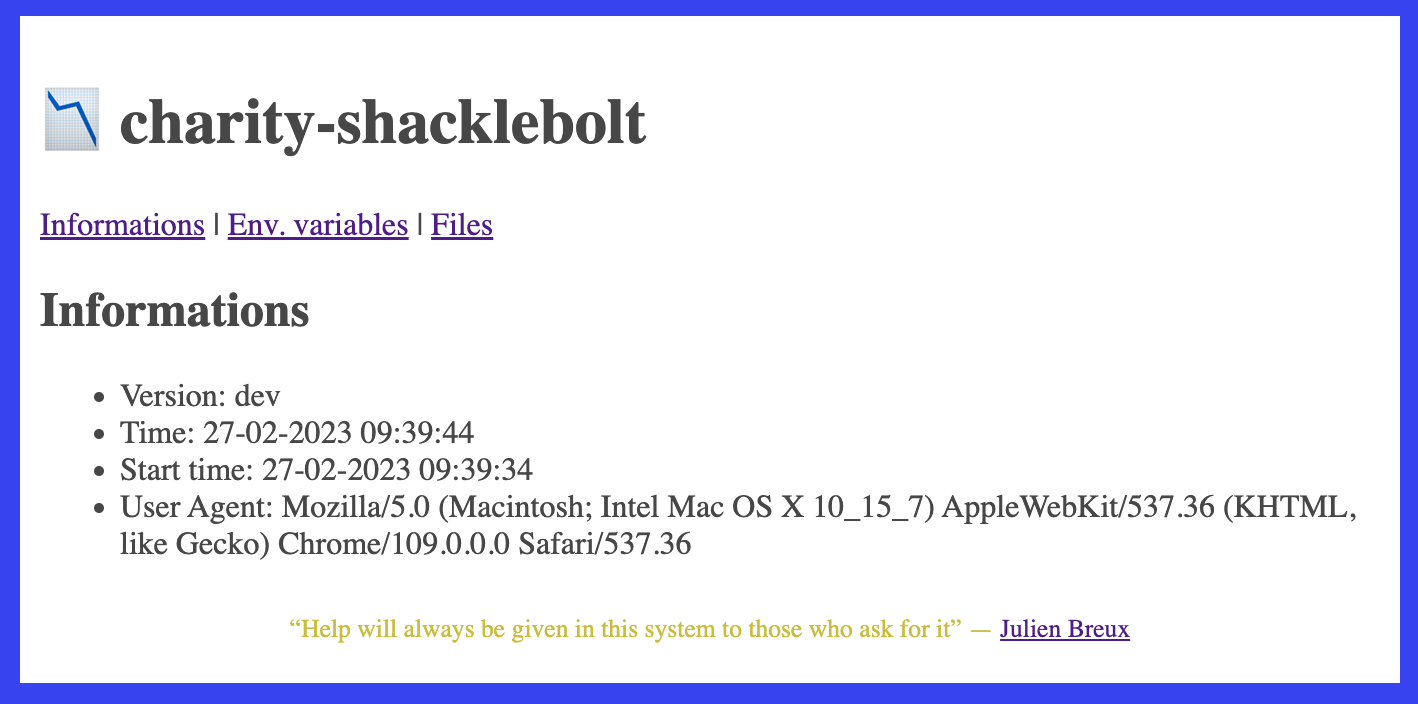 charity-shacklebolt
Informations | Env. variables | Files
Informations
Version: dev
Time: 27-02-2023 09:39:44
Start time: 27-02-2023 09:39:34
User Agent: Mozilla/5.0 (Macintosh; Intel Mac OS X 10_15_7) AppleWebKit/537.36 (KHTML,
like Gecko) Chrome/109.0.0.0 Safari/537.36
“Help will always be given in this system to those who ask for it” — Julien Breux